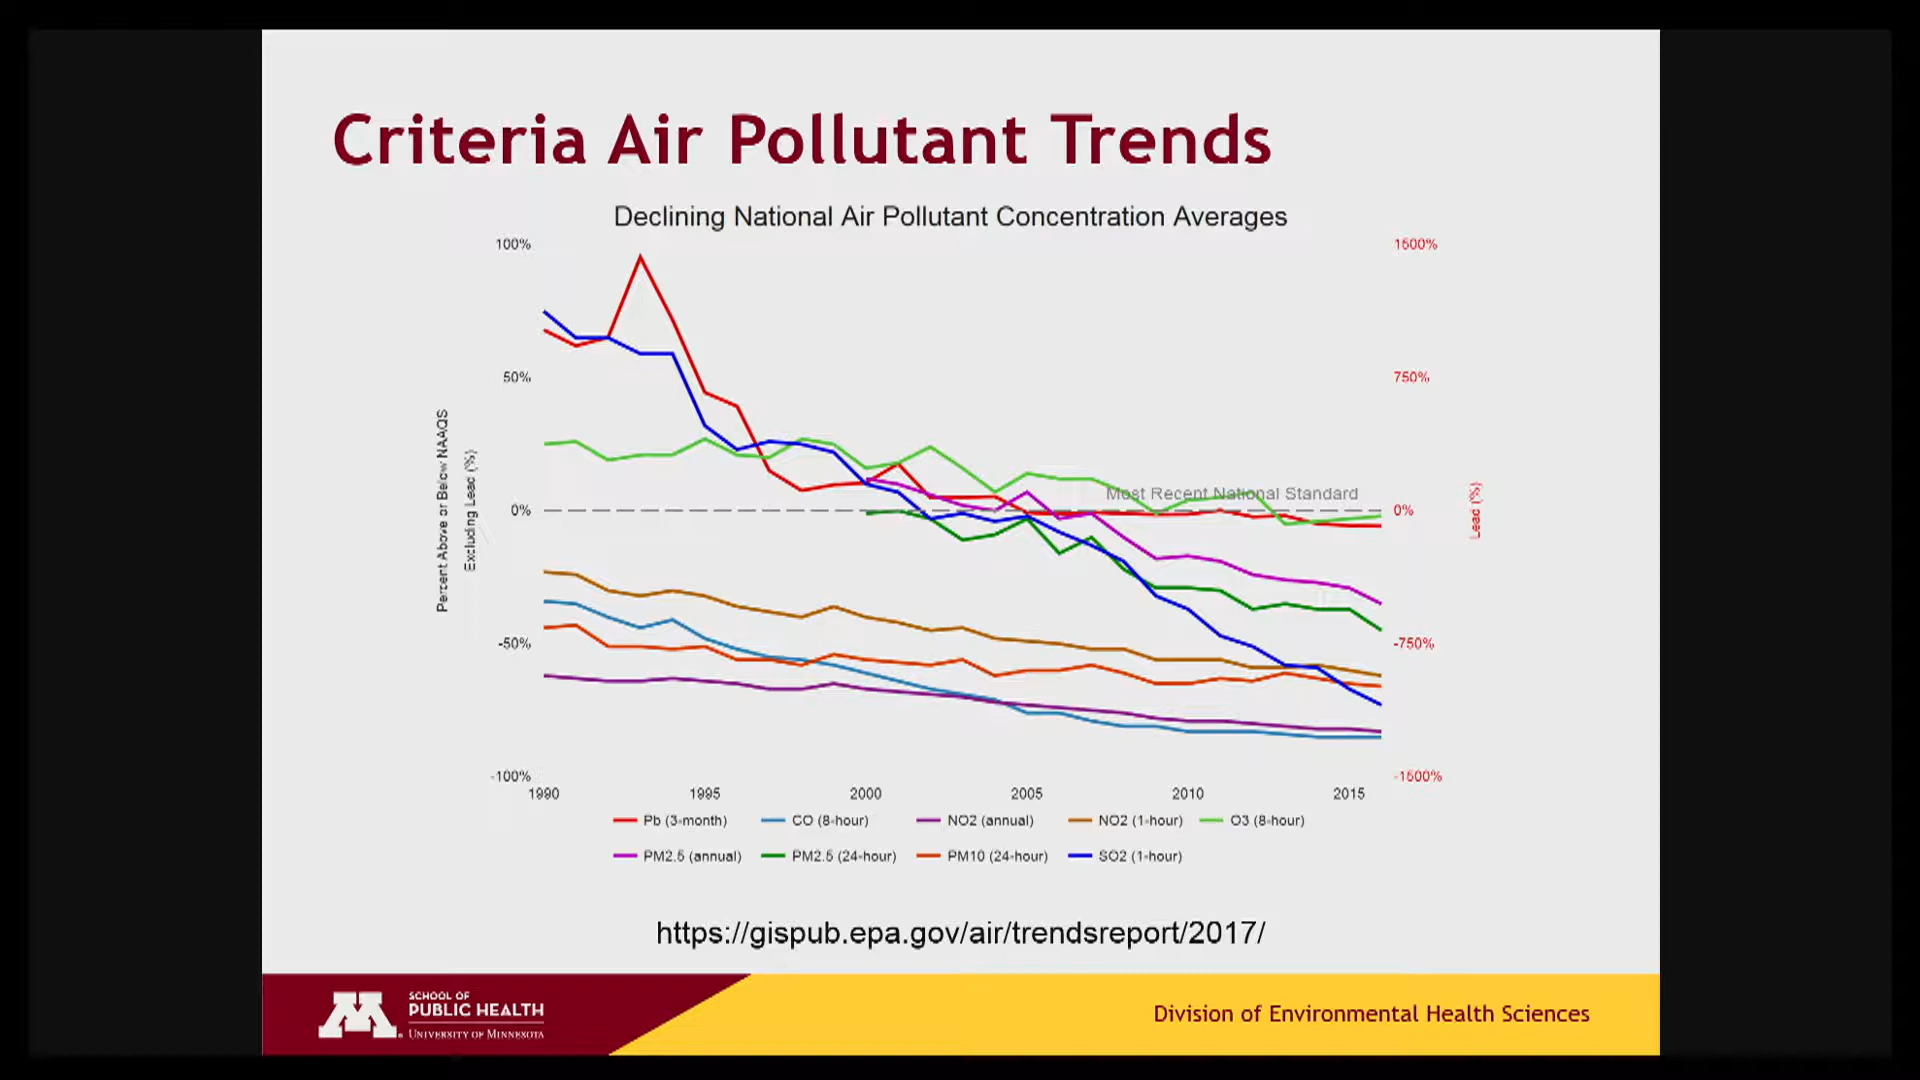 Criteria Air Pollutant Trends
Declining National Air Pollutant Concentration Averages
100%
50%
0%
-50%
-100%
Percent Above or Below NAAQS
Excluding Lead (%)
1500%
750%
0%
-750%
-1500%
Lead (%)
Most Recent National Standard
1990 1995 2000 2005 2010 2015
Pb (3-month) CO (8-hour) NO2 (annual) NO2 (1-hour) O3 (8-hour)
PM2.5 (annual) PM2.5 (24-hour) PM10 (24-hour) SO2 (1-hour)
https://gispub.epa.gov/air/trendsreport/2017/
SCHOOL OF
PUBLIC HEALTH
UNIVERSITY OF MINNESOTA
Division of Environmental Health Sciences